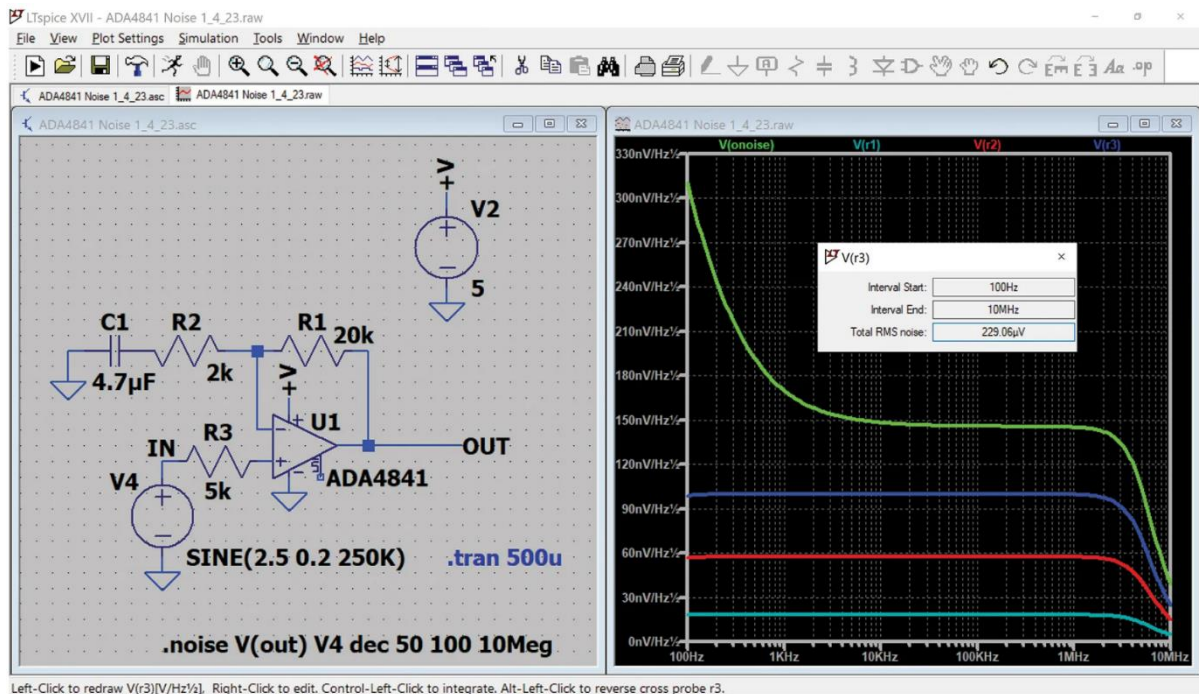 LTspice XVII - ADA4841 Noise 1_4_23.raw
File View Plot Settings Simulation Tools Window Help
ADA4841 Noise 1_4_23.asc ADA4841 Noise 1_4_23.raw
ADA4841 Noise 1_4_23.asc
+V
V2
5
C1 R2 R1
20k
4.7µF 2k
+V
U1
IN R3
OUT
V4 5k ADA4841
SINE(2.5 0.2 250K) .tran 500u
.noise V(out) V4 dec 50 100 10Meg
ADA4841 Noise 1_4_23.raw
V(onoise) V(r1) V(r2) V(r3)
330nV/Hz½
300nV/Hz½
270nV/Hz½
240nV/Hz½
210nV/Hz½
180nV/Hz½
150nV/Hz½
120nV/Hz½
90nV/Hz½
60nV/Hz½
30nV/Hz½
0nV/Hz½
100Hz 1KHz 10KHz 100KHz 1MHz 10MHz
V(r3)
Interval Start: 100Hz
Interval End: 10MHz
Total RMS noise: 229.06µV
Left-Click to redraw V(r3)[V/Hz½]. Right-Click to edit. Control-Left-Click to integrate. Alt-Left-Click to reverse cross probe r3.